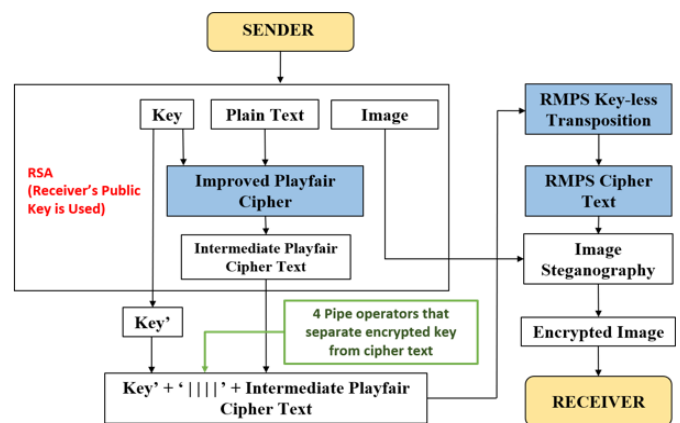 SENDER
Key
Plain Text
Image
RSA
(Receiver's Public
Key is Used)
Improved Playfair
Cipher
Intermediate Playfair
Cipher Text
Key'
4 Pipe operators that
separate encrypted key
from cipher text
Key' + ‘ | | | | ’ + Intermediate Playfair
Cipher Text
RMPS Key-less
Transposition
RMPS Cipher
Text
Image
Steganography
Encrypted Image
RECEIVER